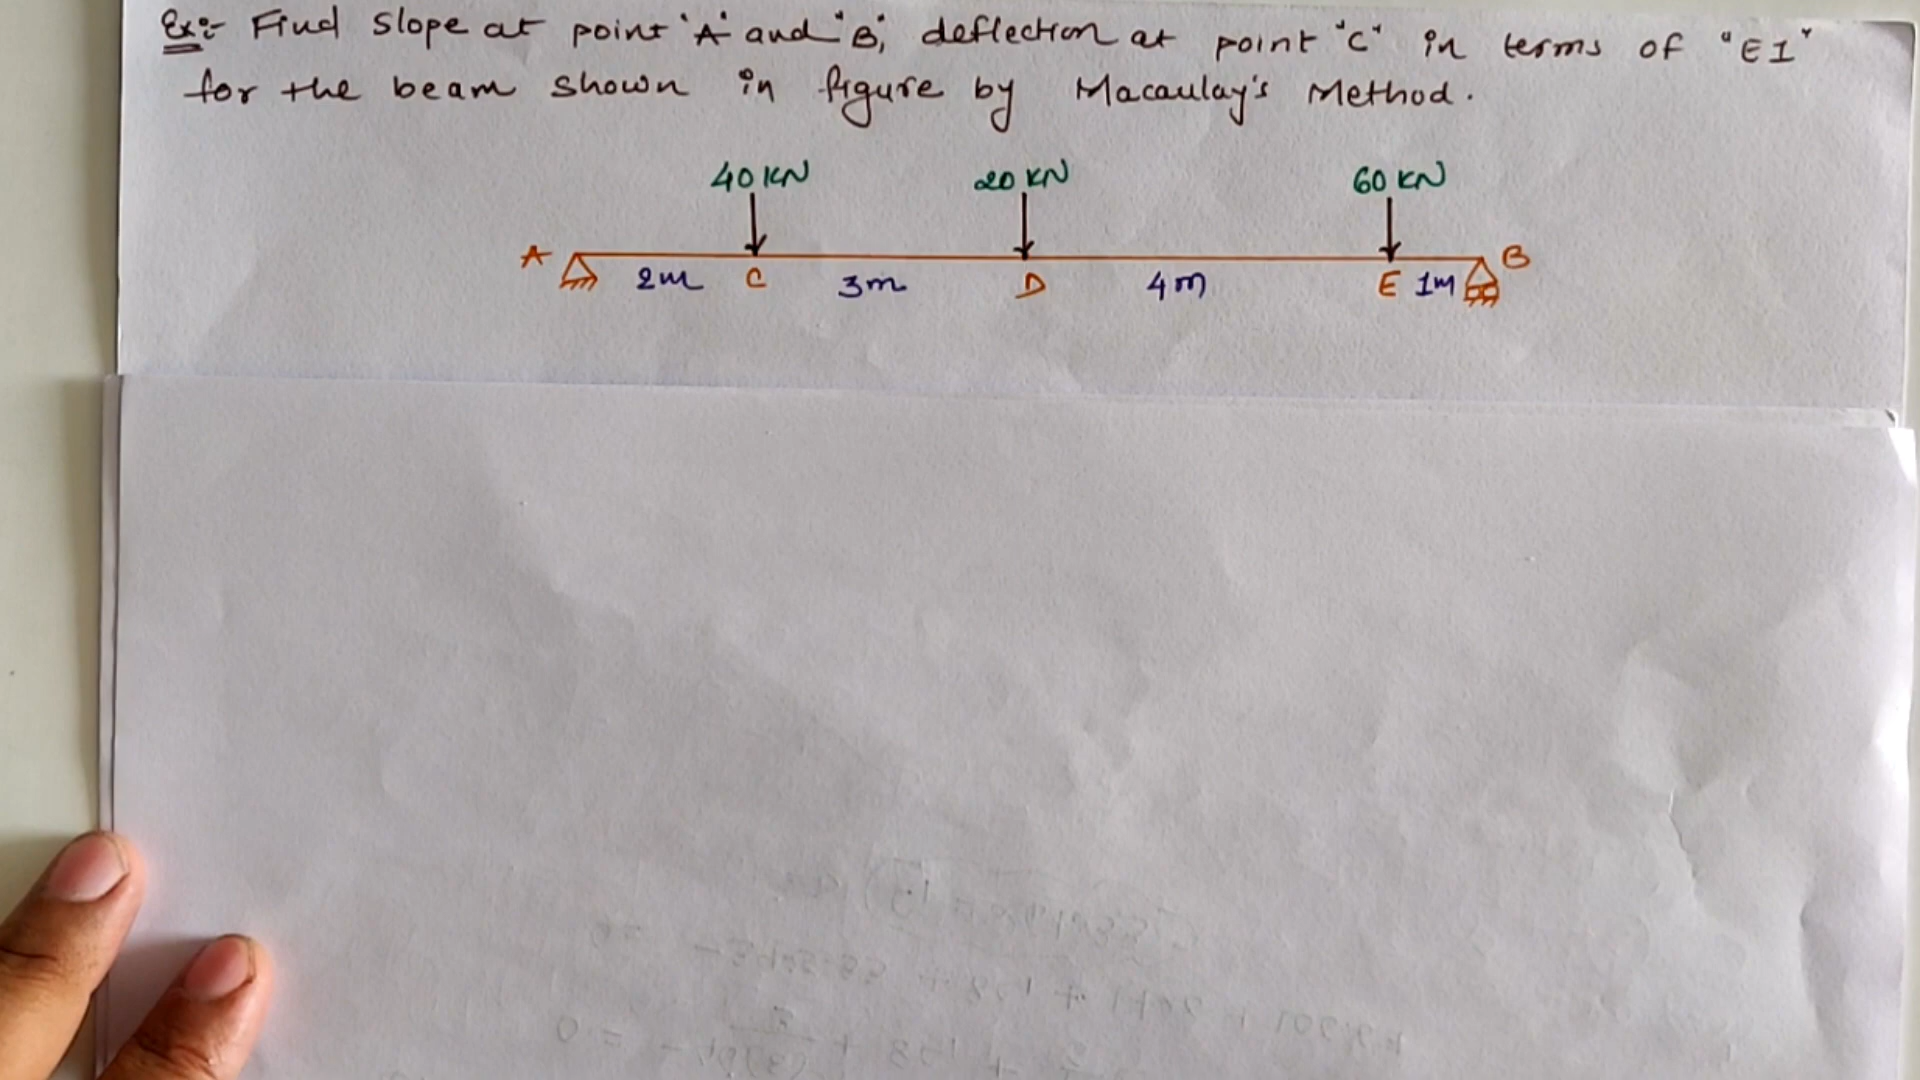 Ex:- Find slope at point "A" and "B", deflection at point "C" in terms of "EI"
for the beam shown in figure by Macaulay's Method.
40 KN 20 KN 60 KN
A B
2m C 3m D 4m E 1m